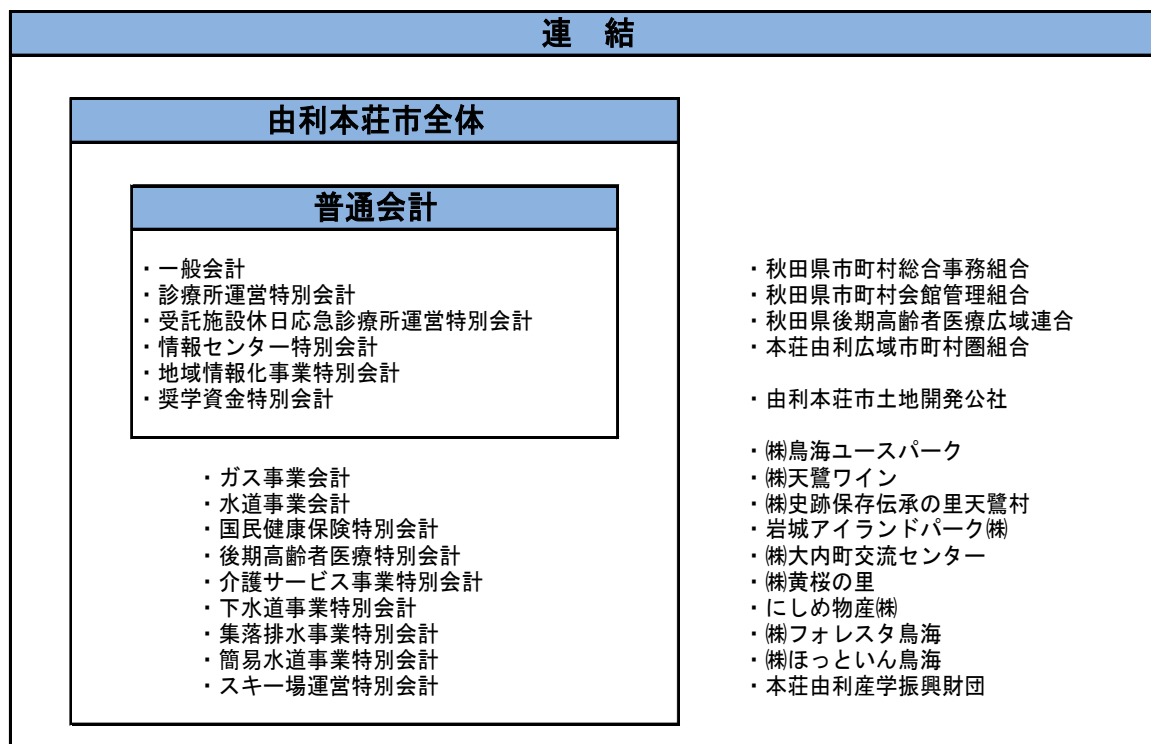 連 結
由利本荘市全体
普通会計
・一般会計
・診療所運営特別会計
・受託施設休日応急診療所運営特別会計
・情報センター特別会計
・地域情報化事業特別会計
・奨学資金特別会計
・ガス事業会計
・水道事業会計
・国民健康保険特別会計
・後期高齢者医療特別会計
・介護サービス事業特別会計
・下水道事業特別会計
・集落排水事業特別会計
・簡易水道事業特別会計
・スキー場運営特別会計
・秋田県市町村総合事務組合
・秋田県市町村会館管理組合
・秋田県後期高齢者医療広域連合
・本荘由利広域市町村圏組合
・由利本荘市土地開発公社
・㈱鳥海ユースパーク
・㈱天鷺ワイン
・㈱史跡保存伝承の里天鷺村
・岩城アイランドパーク㈱
・㈱大内町交流センター
・㈱黄桜の里
・にしめ物産㈱
・㈱フォレスタ鳥海
・㈱ほっといん鳥海
・本荘由利産学振興財団